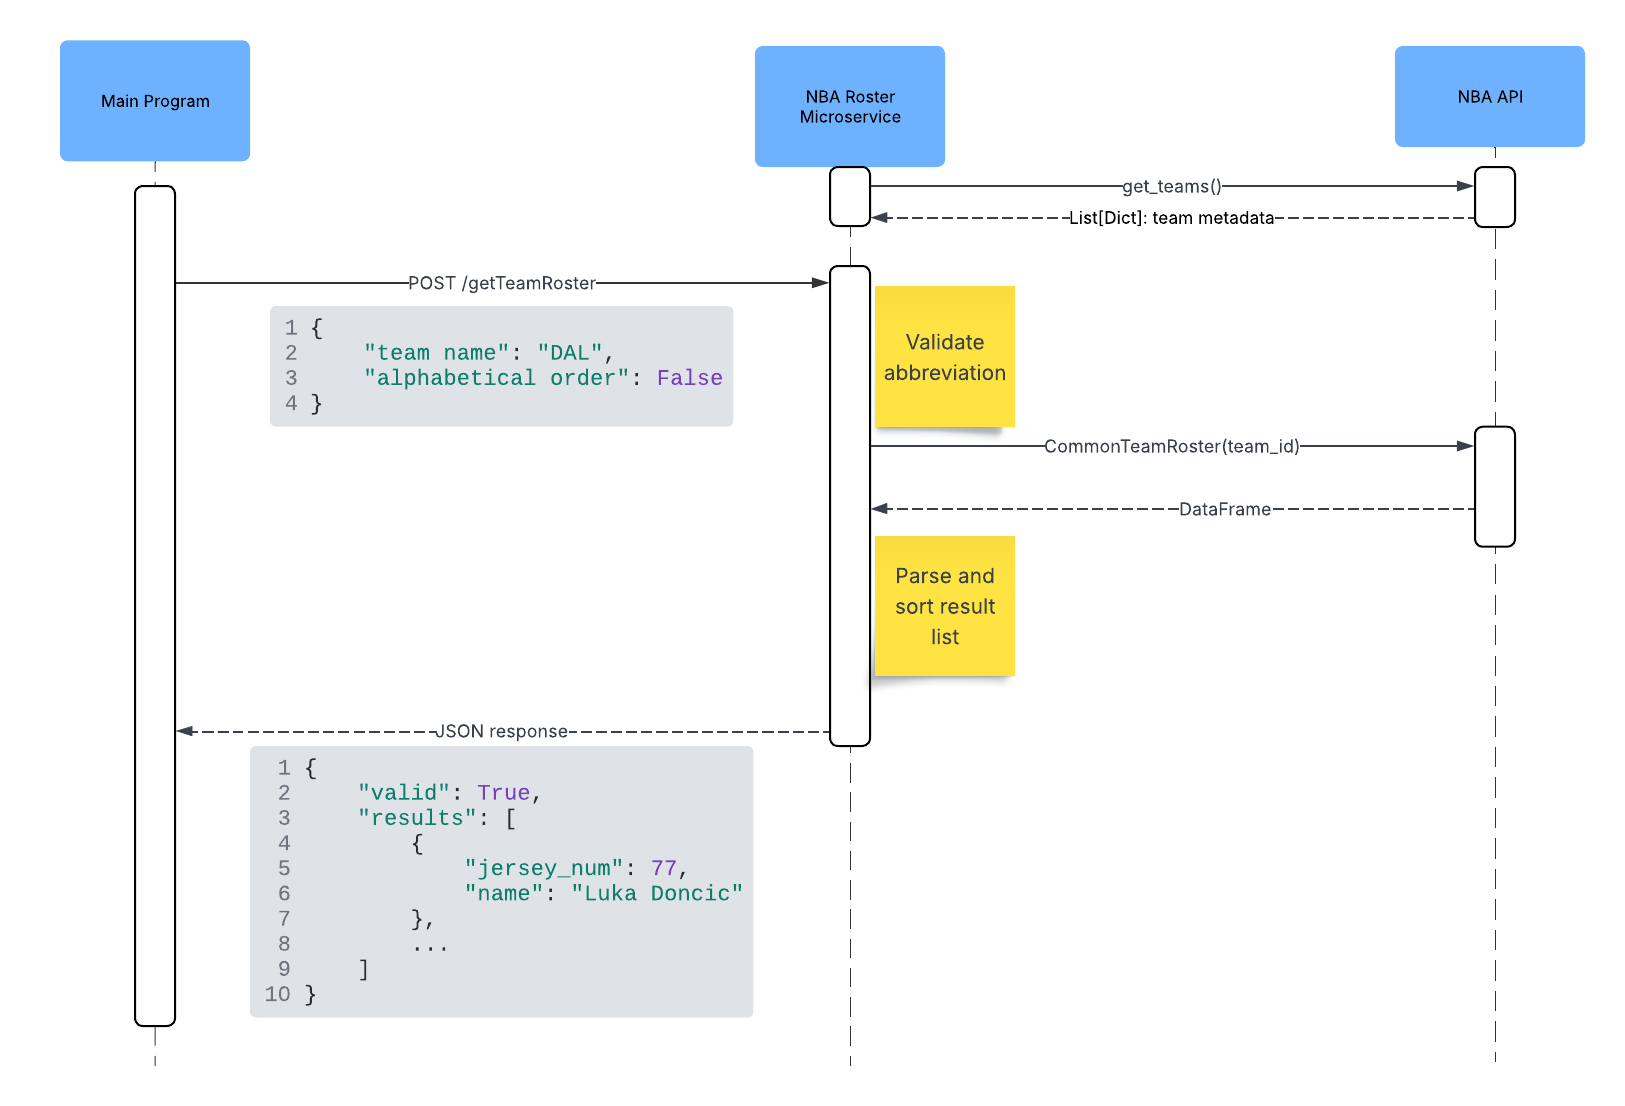 Main Program
NBA Roster
Microservice
NBA API
get_teams()
List[Dict]: team metadata
POST /getTeamRoster
1 {
2     "team name": "DAL",
3     "alphabetical order": False
4 }
Validate
abbreviation
CommonTeamRoster(team_id)
DataFrame
Parse and
sort result
list
JSON response
1 {
2     "valid": True,
3     "results": [
4         {
5             "jersey_num": 77,
6             "name": "Luka Doncic"
7         },
8         ...
9     ]
10 }